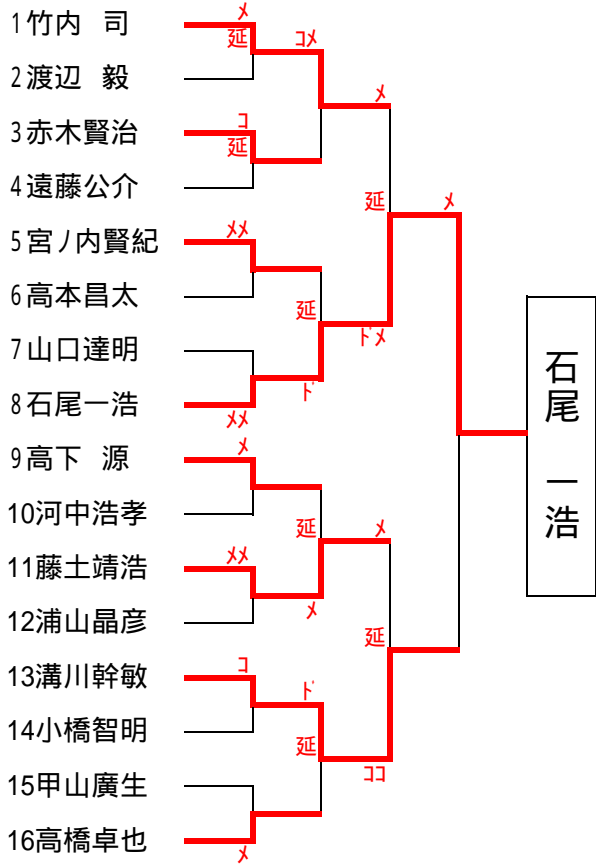 1竹内 司
2渡辺 毅
3赤木賢治
4遠藤公介
5宮ノ内賢紀
6高本昌太
7山口達明
8石尾一浩
9高下 源
10河中浩孝
11藤土靖浩
12浦山晶彦
13溝川幹敏
14小橋智明
15甲山廣生
16高橋卓也
メ
延
コメ
コ
延
メ
メメ
延
延
ドメ
ド
メメ
メ
メ
延
メ
メメ
メ
延
コ
ド
延
ココ
メ
石尾 一浩